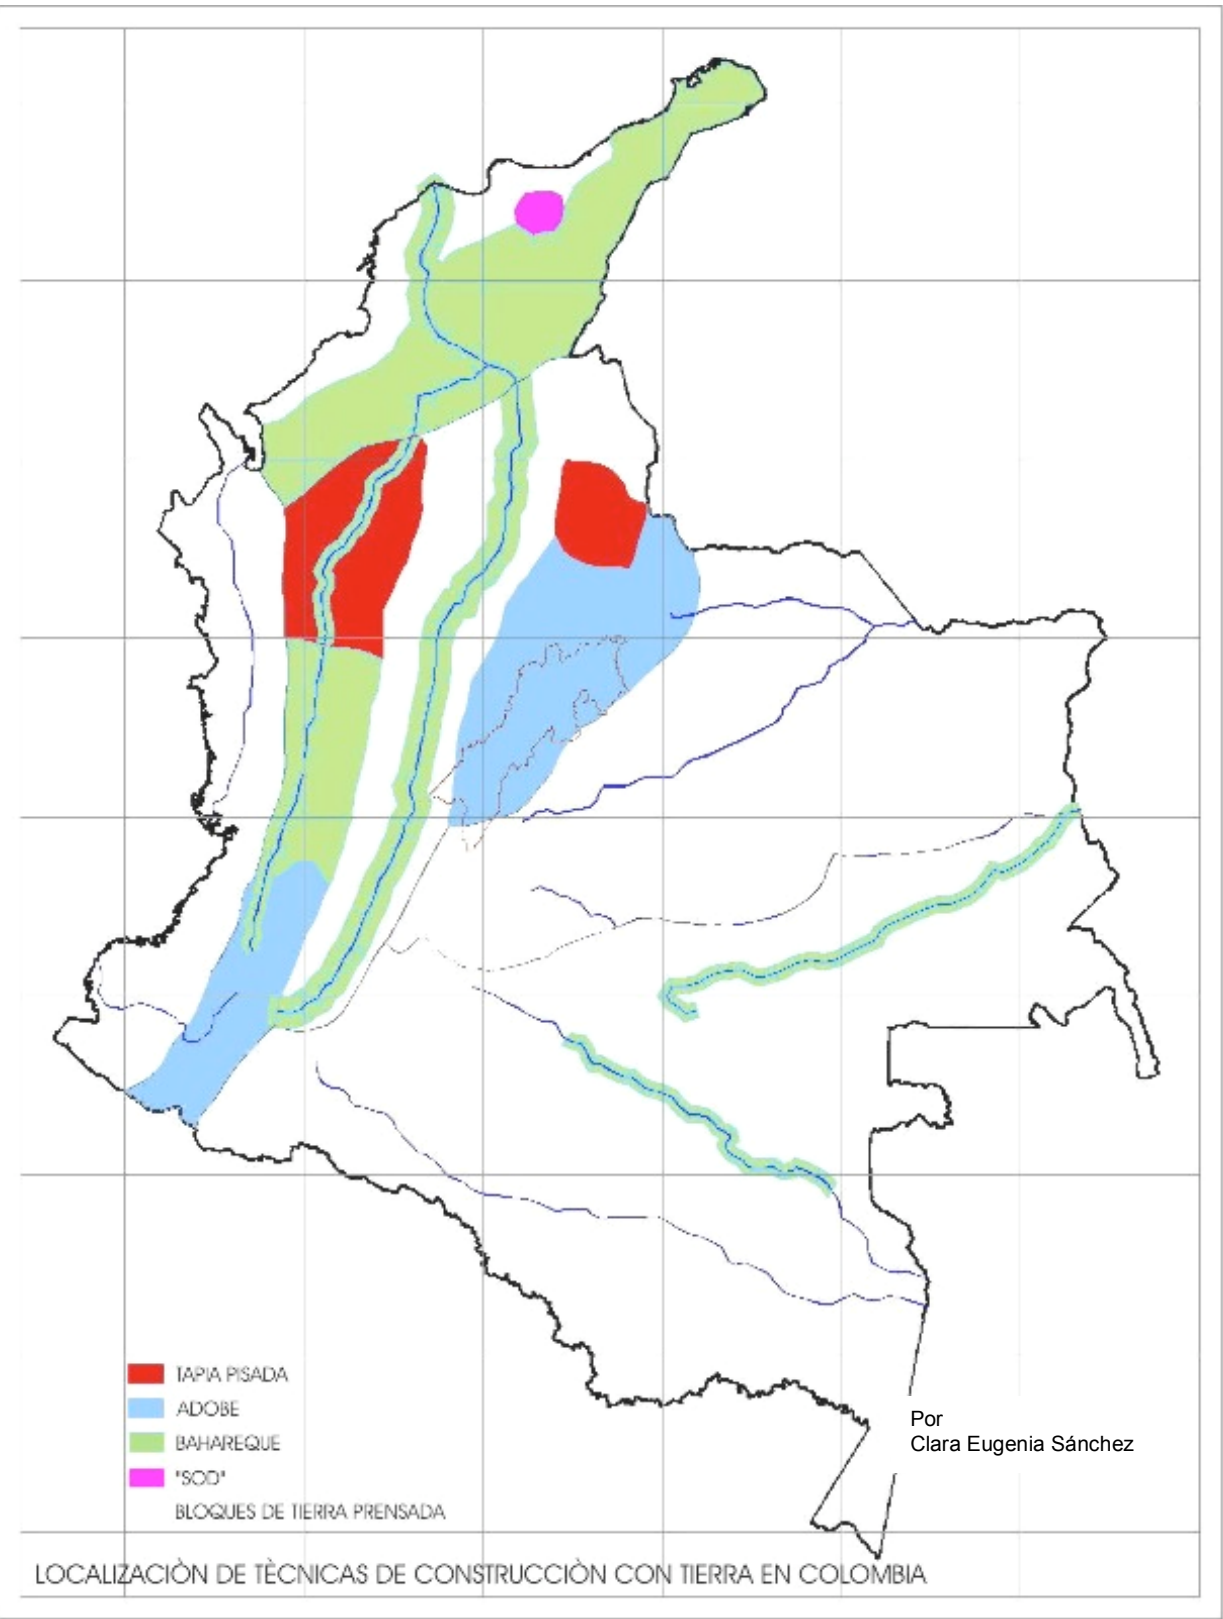 TAPIA PISADA
ADOBE
BAHAREQUE
"SOD"
BLOQUES DE TIERRA PRENSADA
Por
Clara Eugenia Sánchez
LOCALIZACIÒN DE TÈCNICAS DE CONSTRUCCIÒN CON TIERRA EN COLOMBIA